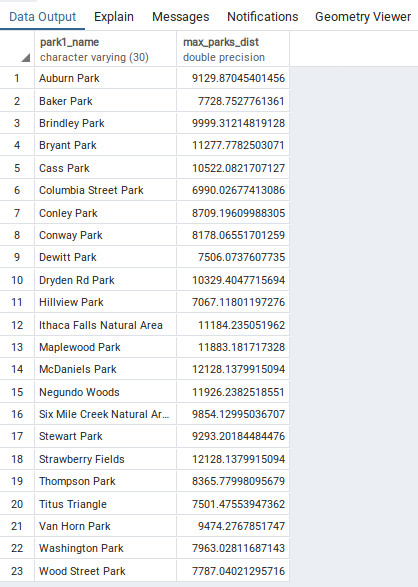 Data Output Explain Messages Notifications Geometry Viewer
park1_name max_parks_dist
character varying (30) double precision
1 Auburn Park 9129.87045401456
2 Baker Park 7728.7527761361
3 Brindley Park 9999.31214819128
4 Bryant Park 11277.7782503071
5 Cass Park 10522.0821707127
6 Columbia Street Park 6990.02677413086
7 Conley Park 8709.19609988305
8 Conway Park 8178.06551701259
9 Dewitt Park 7506.0737607735
10 Dryden Rd Park 10329.4047715694
11 Hillview Park 7067.11801197276
12 Ithaca Falls Natural Area 11184.235051962
13 Maplewood Park 11883.181717328
14 McDaniels Park 12128.1379915094
15 Negundo Woods 11926.2382518551
16 Six Mile Creek Natural Ar... 9854.12995036707
17 Stewart Park 9293.20184484476
18 Strawberry Fields 12128.1379915094
19 Thompson Park 8365.77998095679
20 Titus Triangle 7501.47553947362
21 Van Horn Park 9474.2767851747
22 Washington Park 7963.02811687143
23 Wood Street Park 7787.04021295716